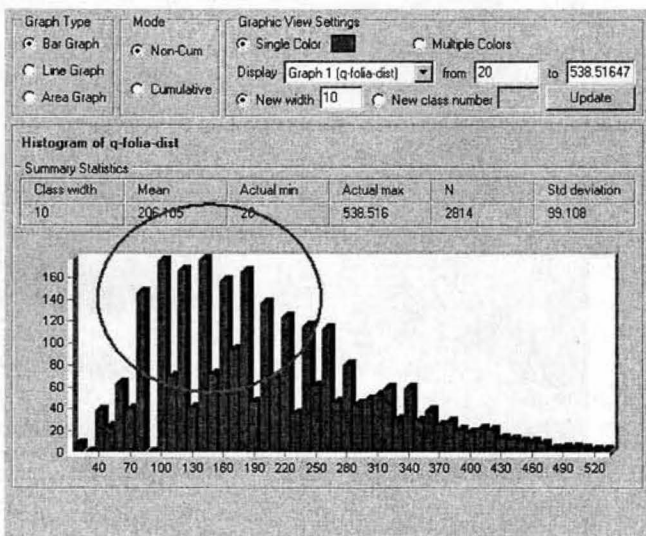 Graph Type
Bar Graph
Line Graph
Area Graph
Mode
Non-Cum
Cumulative
Graphic View Settings
Single Color Multiple Colors
Display Graph 1 (q-folia-dist) from 20 to 538.51647
New width 10 New class number Update
Histogram of q-folia-dist
Summary Statistics
Class width Mean Actual min Actual max N Std deviation
10 206.105 20 538.516 2814 99.108
160
140
120
100
80
60
40
20
0
40 70 100 130 160 190 220 250 280 310 340 370 400 430 460 490 520